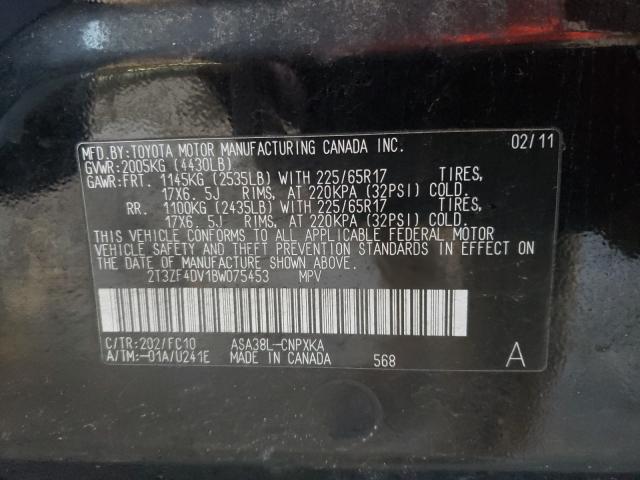 MFD.BY:TOYOTA MOTOR MANUFACTURING CANADA INC. 02/11
GVWR:2005KG (4430LB)
GAWR:FRT. 1145KG (2535LB) WITH 225/65R17 TIRES,
17X6.5J RIMS, AT 220KPA (32PSI) COLD.
RR. 1100KG (2435LB) WITH 225/65R17 TIRES,
17X6.5J RIMS, AT 220KPA (32PSI) COLD.
THIS VEHICLE CONFORMS TO ALL APPLICABLE FEDERAL MOTOR
VEHICLE SAFETY AND THEFT PREVENTION STANDARDS IN EFFECT ON
THE DATE OF MANUFACTURE SHOWN ABOVE.
2T3ZF4DV1BW075453 MPV
C/TR:202/FC10 ASA38L-CNPXKA
A/TM:-01A/U241E MADE IN CANADA 568 A